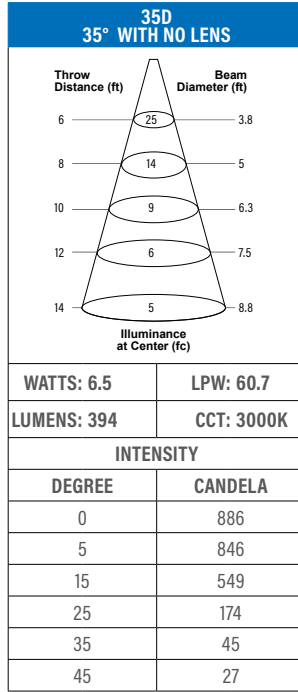 35D
35° WITH NO LENS
Throw Beam
Distance (ft) Diameter (ft)
6 25 3.8
8 14 5
10 9 6.3
12 6 7.5
14 5 8.8
Illuminance
at Center (fc)
WATTS: 6.5 LPW: 60.7
LUMENS: 394 CCT: 3000K
INTENSITY
DEGREE CANDELA
0 886
5 846
15 549
25 174
35 45
45 27